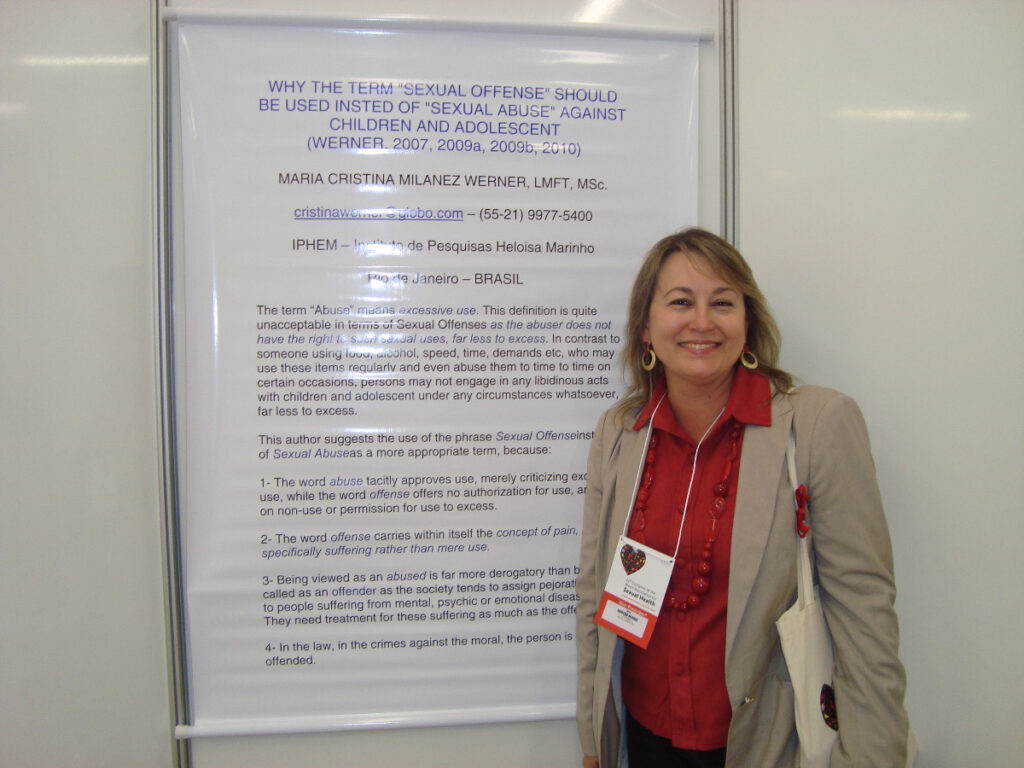 WHY THE TERM "SEXUAL OFFENSE" SHOULD
BE USED INSTED OF "SEXUAL ABUSE" AGAINST
CHILDREN AND ADOLESCENT
(WERNER. 2007, 2009a, 2009b, 2010)
MARIA CRISTINA MILANEZ WERNER, LMFT, MSc.
cristinawerner@globo.com – (55-21) 9977-5400
IPHEM – Instituto de Pesquisas Heloisa Marinho
Rio de Janeiro – BRASIL
The term “Abuse” means excessive use. This definition is quite
unacceptable in terms of Sexual Offenses as the abuser does not
have the right to such sexual uses, far less to excess. In contrast to
someone using food, alcohol, speed, time, demands etc, who may
use these items regularly and even abuse them to time to time on
certain occasions, persons may not engage in any libidinous acts
with children and adolescent under any circumstances whatsoever,
far less to excess.
This author suggests the use of the phrase Sexual Offenseinst
of Sexual Abuseas a more appropriate term, because:
1- The word abuse tacitly approves use, merely criticizing exc
use, while the word offense offers no authorization for use, an
on non-use or permission for use to excess.
2- The word offense carries within itself the concept of pain,
specifically suffering rather than mere use.
3- Being viewed as an abused is far more derogatory than b
called as an offender as the society tends to assign pejorati
to people suffering from mental, psychic or emotional diseas
They need treatment for these suffering as much as the offe
4- In the law, in the crimes against the moral, the person is
offended.
Sexual Health